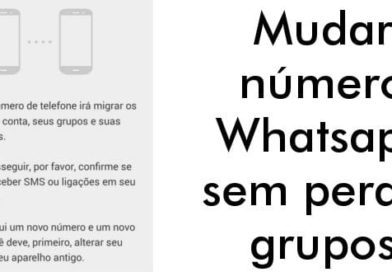 mero de telefone irá migrar os
conta, seus grupos e suas
s.
seguir, por favor, confirme se
ceber SMS ou ligações em seu
ui um novo número e um novo
ê deve, primeiro, alterar seu
eu aparelho antigo.
Mudar
número
Whatsap
sem perd
grupos